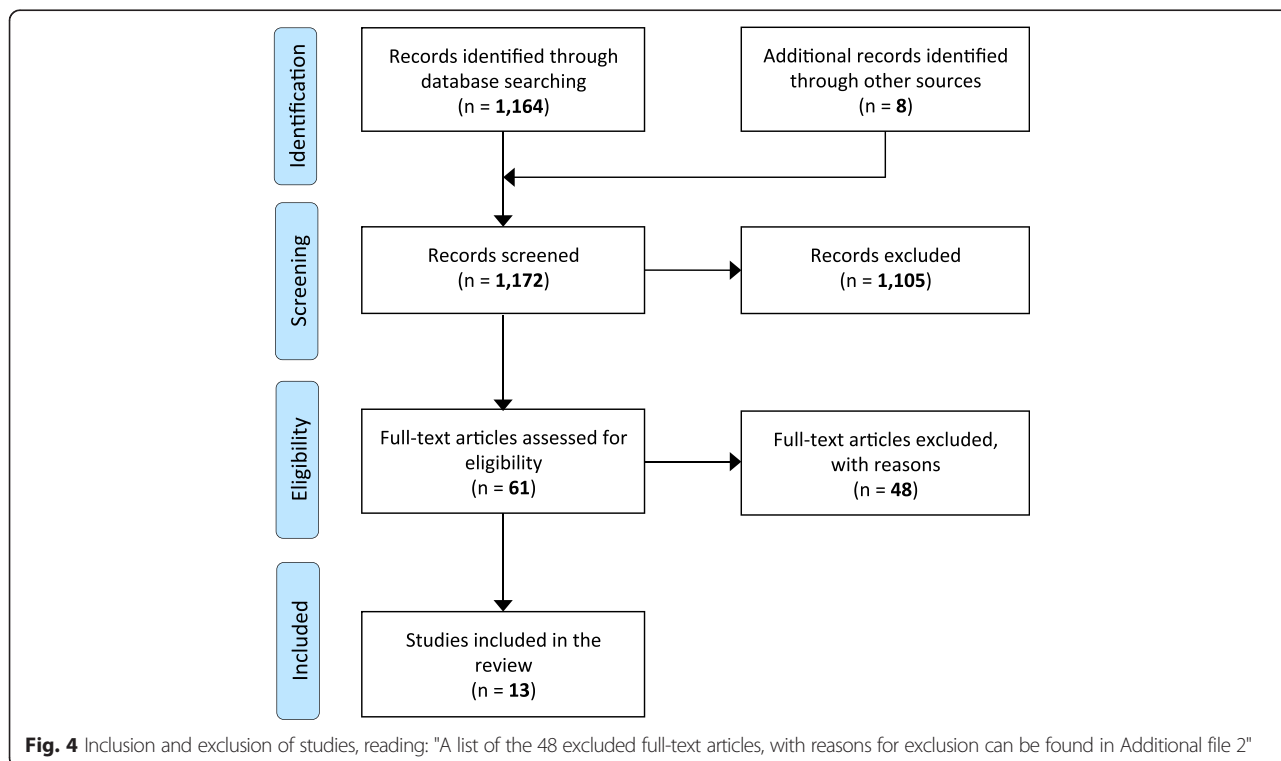 Identification
Records identified through
database searching
(n = 1,164)
Additional records identified
through other sources
(n = 8)
Screening
Records screened
(n = 1,172)
Records excluded
(n = 1,105)
Eligibility
Full-text articles assessed for
eligibility
(n = 61)
Full-text articles excluded,
with reasons
(n = 48)
Included
Studies included in the
review
(n = 13)
Fig. 4 Inclusion and exclusion of studies, reading: "A list of the 48 excluded full-text articles, with reasons for exclusion can be found in Additional file 2"